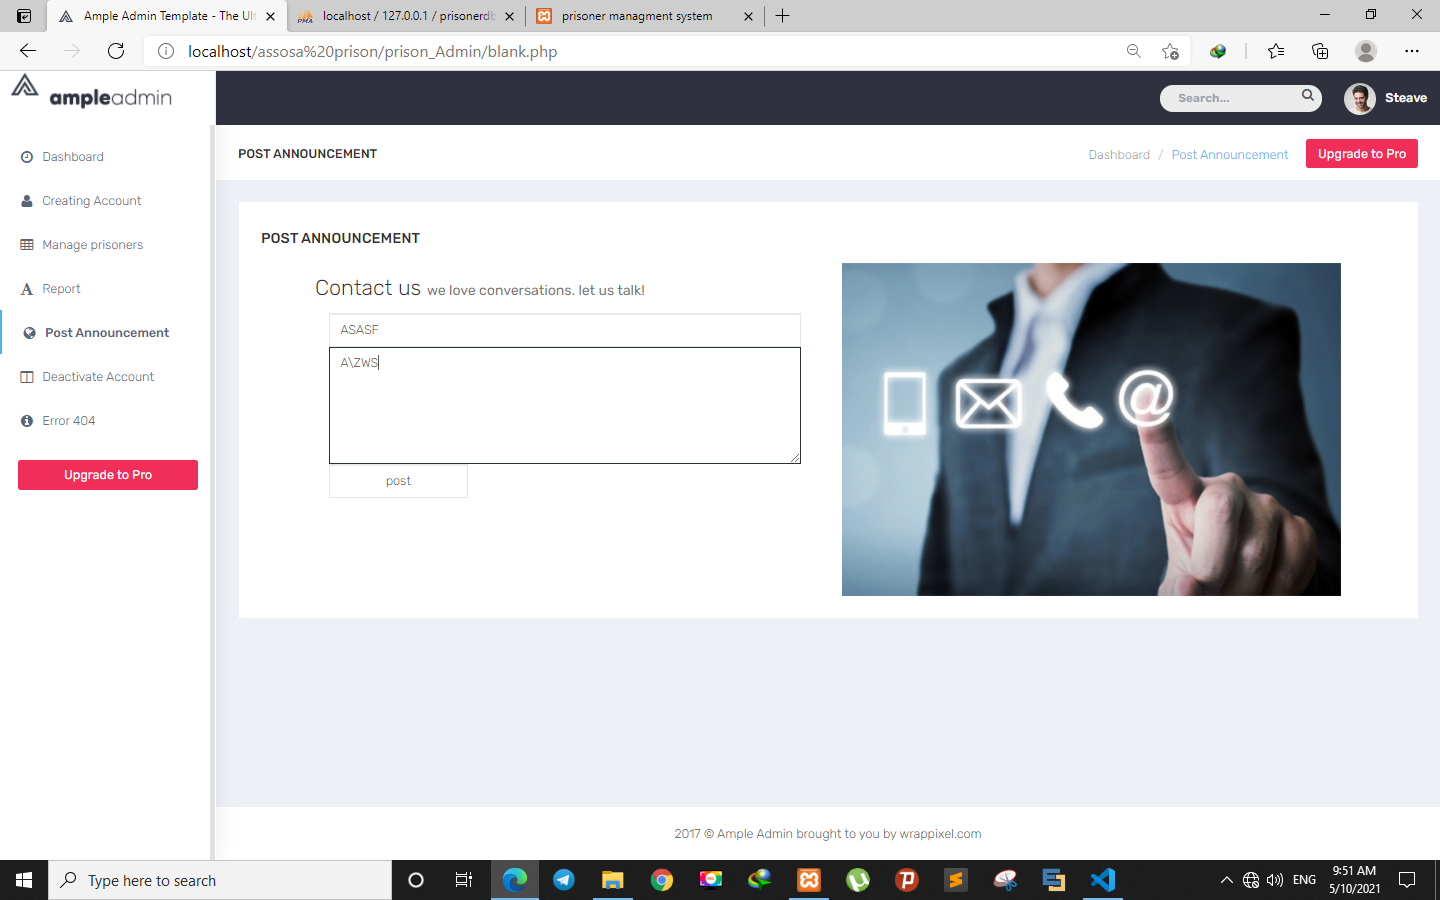 Ample Admin Template - The Ult
localhost / 127.0.0.1 / prisonerdb
prisoner managment system
localhost/assosa%20prison/prison_Admin/blank.php
ampleadmin
Search...
Steave
POST ANNOUNCEMENT
Dashboard / Post Announcement
Upgrade to Pro
Dashboard
Creating Account
Manage prisoners
Report
Post Announcement
Deactivate Account
Error 404
Upgrade to Pro
POST ANNOUNCEMENT
Contact us we love conversations. let us talk!
ASASF
A\ZWS
post
2017 © Ample Admin brought to you by wrappixel.com
Type here to search
ENG
9:51 AM
5/10/2021